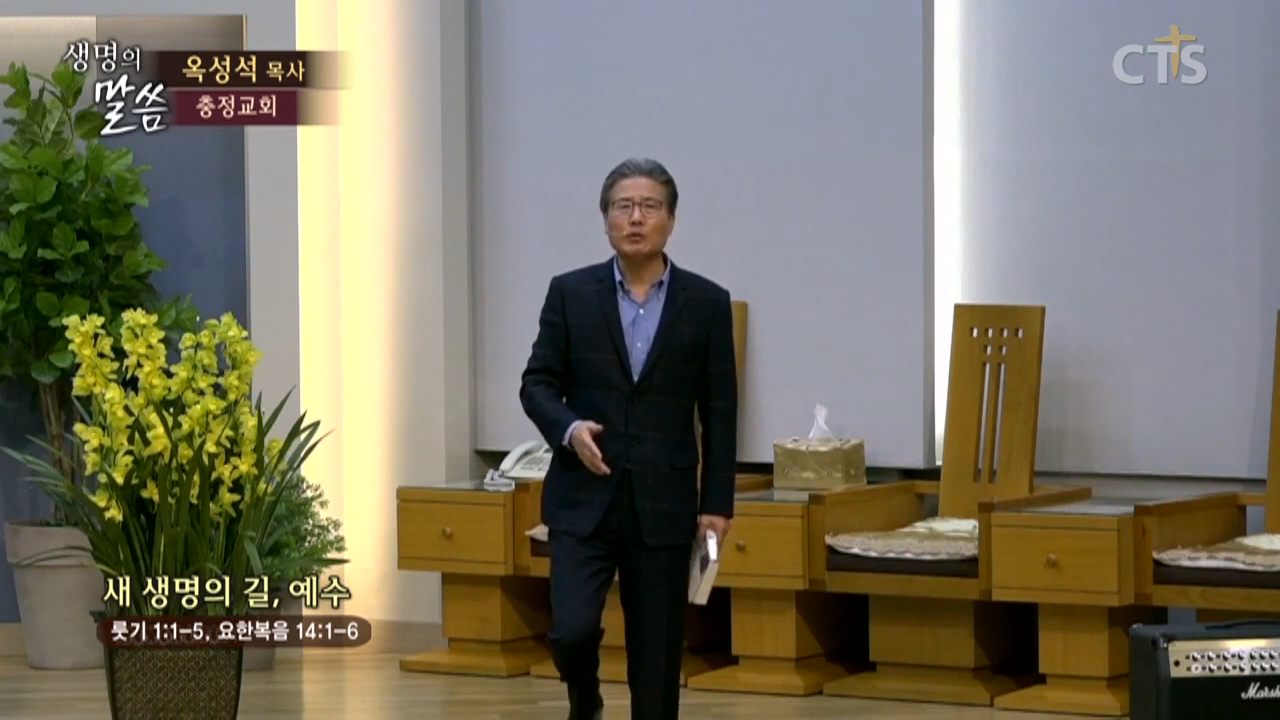 생명의
말씀
옥성석 목사
충정교회
CTS
새 생명의 길, 예수
룻기 1:1-5, 요한복음 14:1-6
Marsh